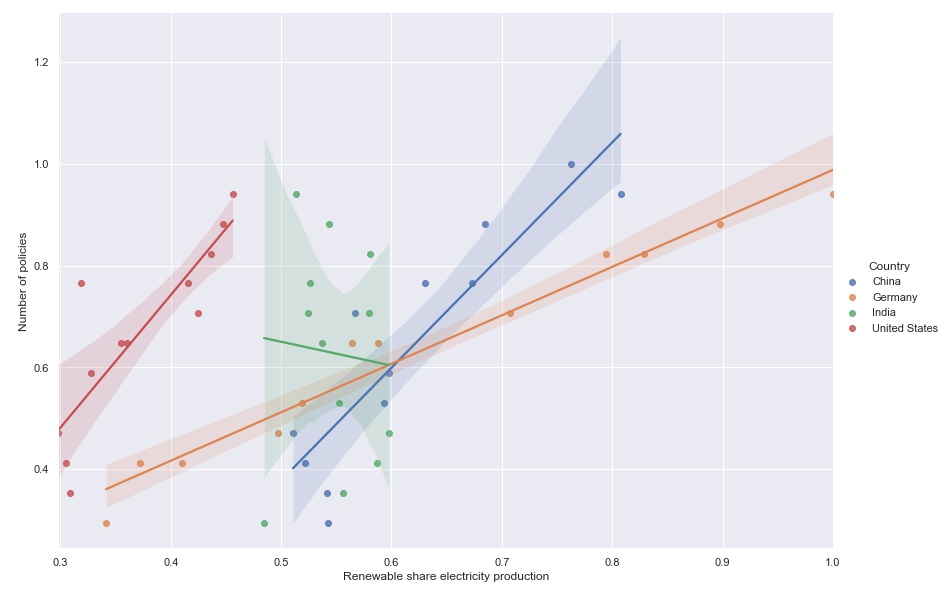 1.2
1.0
0.8
0.6
0.4
Number of policies
0.3 0.4 0.5 0.6 0.7 0.8 0.9 1.0
Renewable share electricity production
Country
China
Germany
India
United States